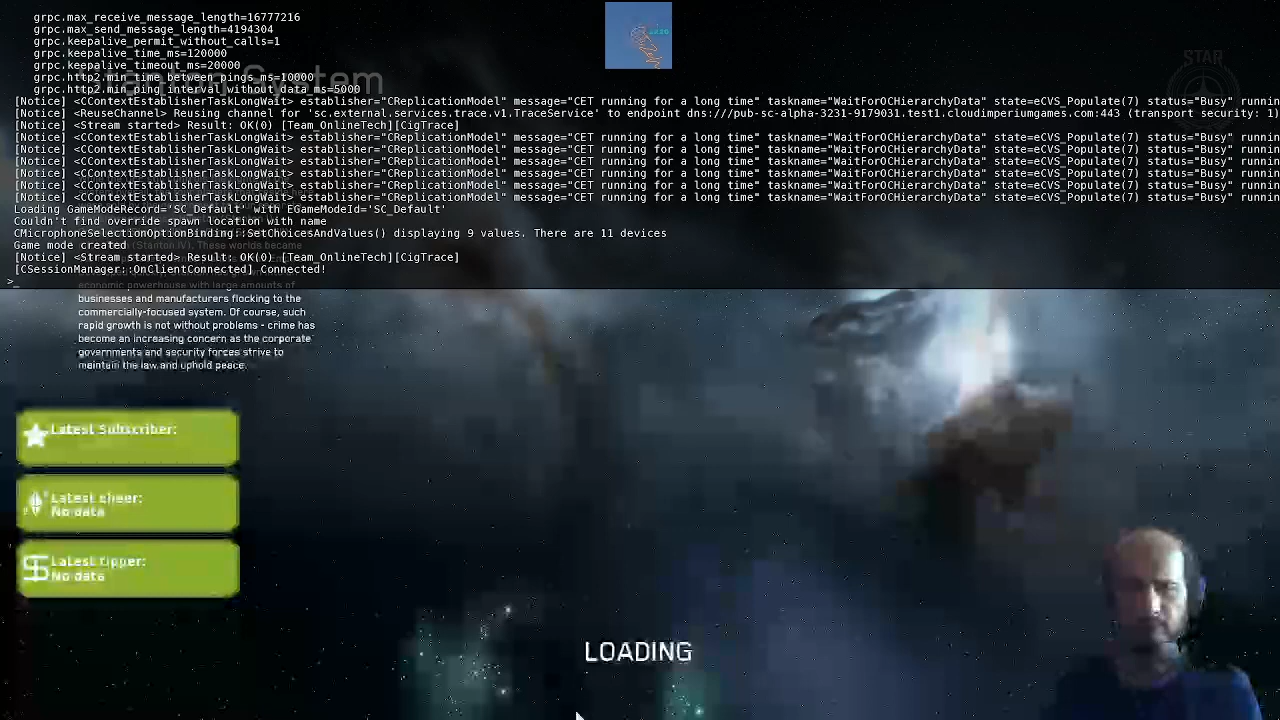 grpc.max_receive_message_length=16777216
grpc.max_send_message_length=4194304
grpc.keepalive_permit_without_calls=1
grpc.keepalive_time_ms=120000
grpc.keepalive_timeout_ms=20000
grpc.http2.min_time_between_pings_ms=10000
System
grpc.http2.min_ping_interval_without_data_ms=5000
STAR
[Notice] <CContextEstablisherTaskLongWait> establisher="CReplicationModel" message="CET running for a long time" taskname="WaitForOCHierarchyData" state=eCVS_Populate(7) status="Busy" runnin
[Notice] <ReuseChannel> Reusing channel for 'sc.external.services.trace.v1.TraceService' to endpoint dns:///pub-sc-alpha-3231-9179031.test1.cloudimperiumgames.com:443 (transport security: 1)
[Notice] <Stream started> Result: OK(0) [Team_OnlineTech][CigTrace]
[Notice] <CContextEstablisherTaskLongWait> establisher="CReplicationModel" message="CET running for a long time" taskname="WaitForOCHierarchyData" state=eCVS_Populate(7) status="Busy" runnin
[Notice] <CContextEstablisherTaskLongWait> establisher="CReplicationModel" message="CET running for a long time" taskname="WaitForOCHierarchyData" state=eCVS_Populate(7) status="Busy" runnin
[Notice] <CContextEstablisherTaskLongWait> establisher="CReplicationModel" message="CET running for a long time" taskname="WaitForOCHierarchyData" state=eCVS_Populate(7) status="Busy" runnin
[Notice] <CContextEstablisherTaskLongWait> establisher="CReplicationModel" message="CET running for a long time" taskname="WaitForOCHierarchyData" state=eCVS_Populate(7) status="Busy" runnin
[Notice] <CContextEstablisherTaskLongWait> establisher="CReplicationModel" message="CET running for a long time" taskname="WaitForOCHierarchyData" state=eCVS_Populate(7) status="Busy" runnin
[Notice] <CContextEstablisherTaskLongWait> establisher="CReplicationModel" message="CET running for a long time" taskname="WaitForOCHierarchyData" state=eCVS_Populate(7) status="Busy" runnin
Loading GameModeRecord='SC_Default' with EGameModeId='SC_Default'
Couldn't find override spawn location with name
CMicrophoneSelectionOptionBinding::SetChoicesAndValues() displaying 9 values. There are 11 devices
Game mode created
(Stanton IV). These worlds became
[Notice] <Stream started> Result: OK(0) [Team_OnlineTech][CigTrace]
[CSessionManager::OnClientConnected] Connected!
>_
economic powerhouse with large amounts of
businesses and manufacturers flocking to the
commercially-focused system. Of course, such
rapid growth is not without problems - crime has
become an increasing concern as the corporate
governments and security forces strive to
maintain the law and uphold peace.
Latest Subscriber:
Latest cheer:
No data
Latest tipper:
No data
LOADING